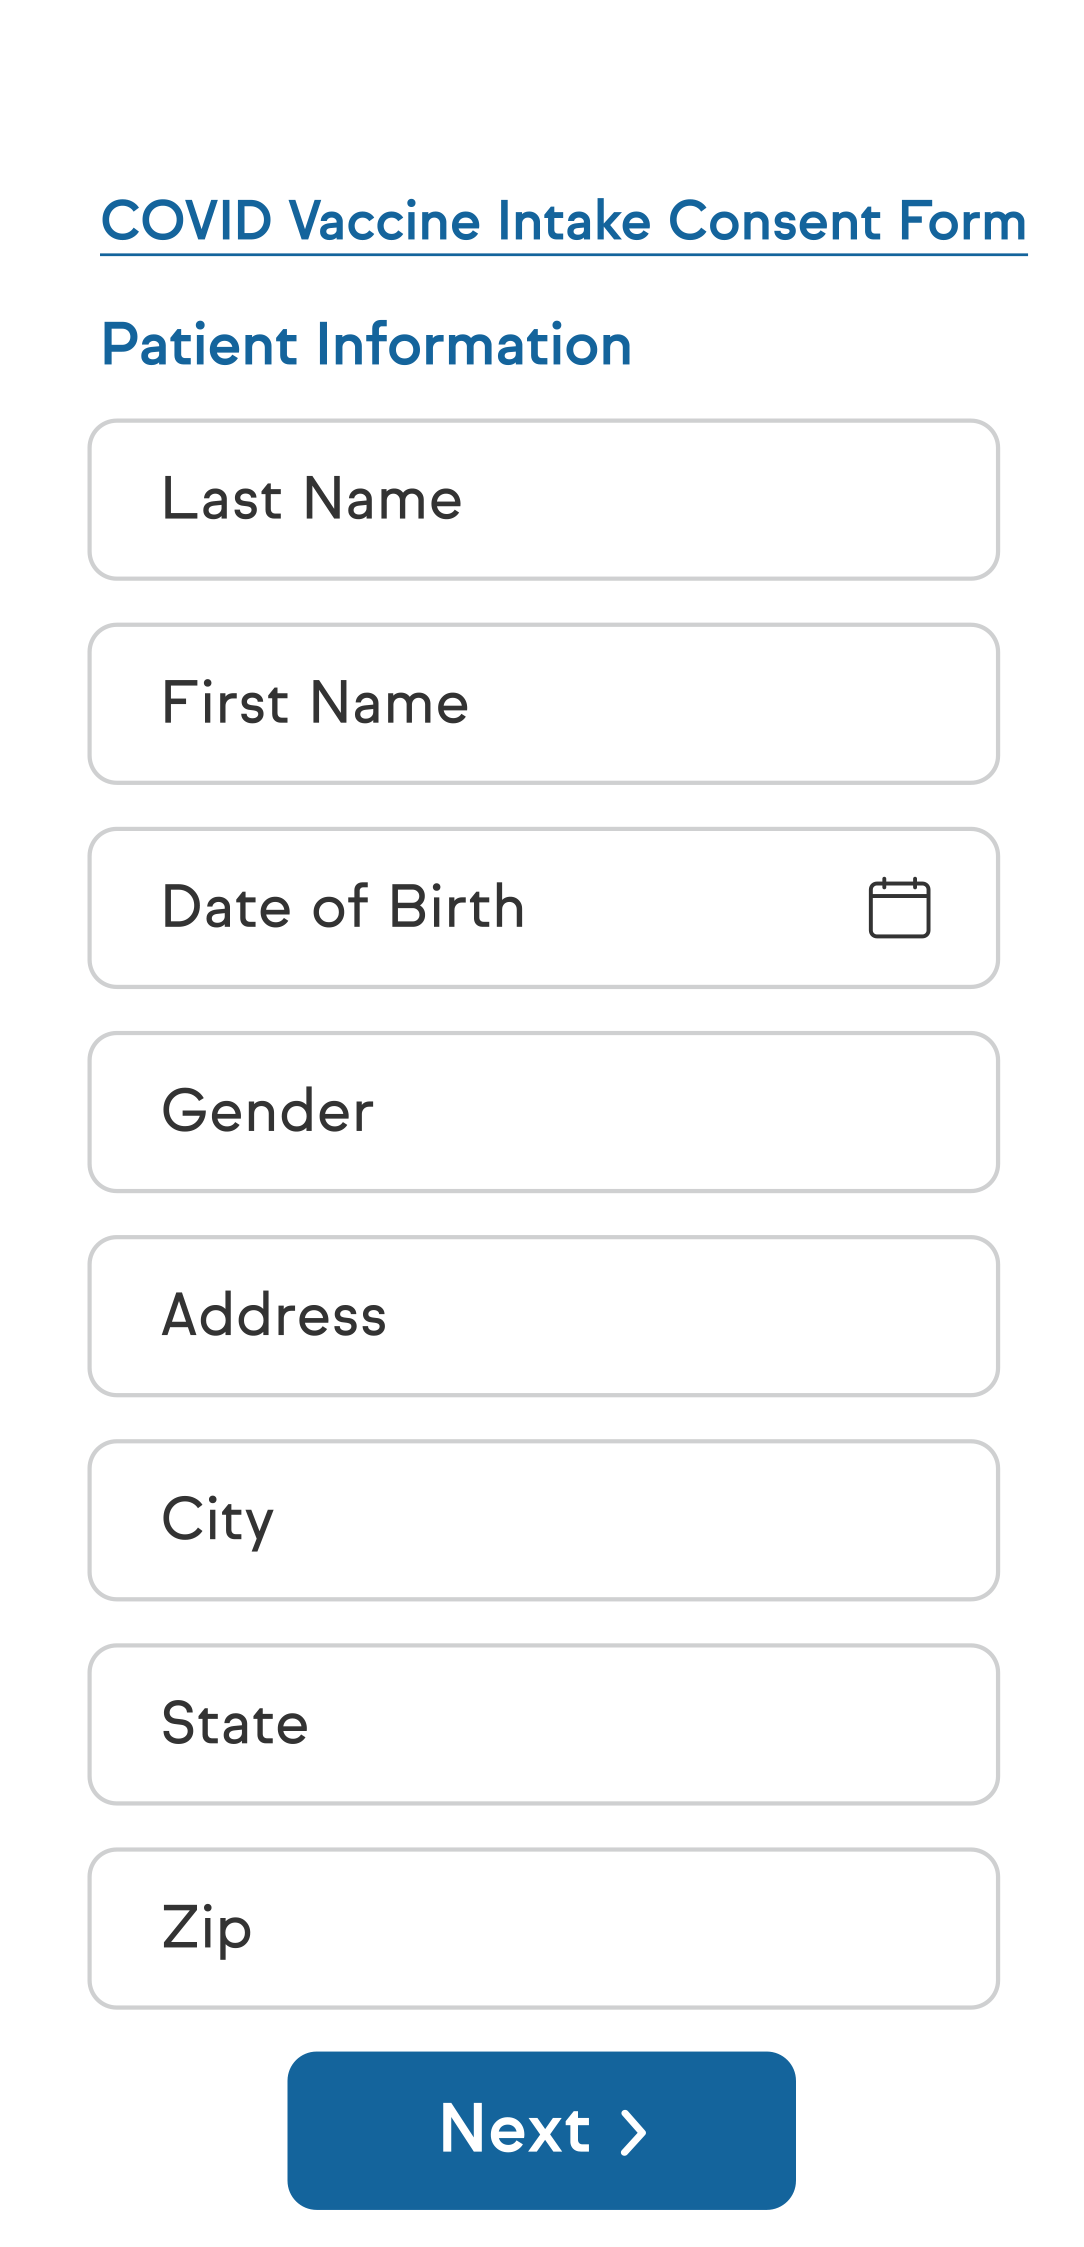 COVID Vaccine Intake Consent Form
Patient Information
Last Name
First Name
Date of Birth
Gender
Address
City
State
Zip
Next